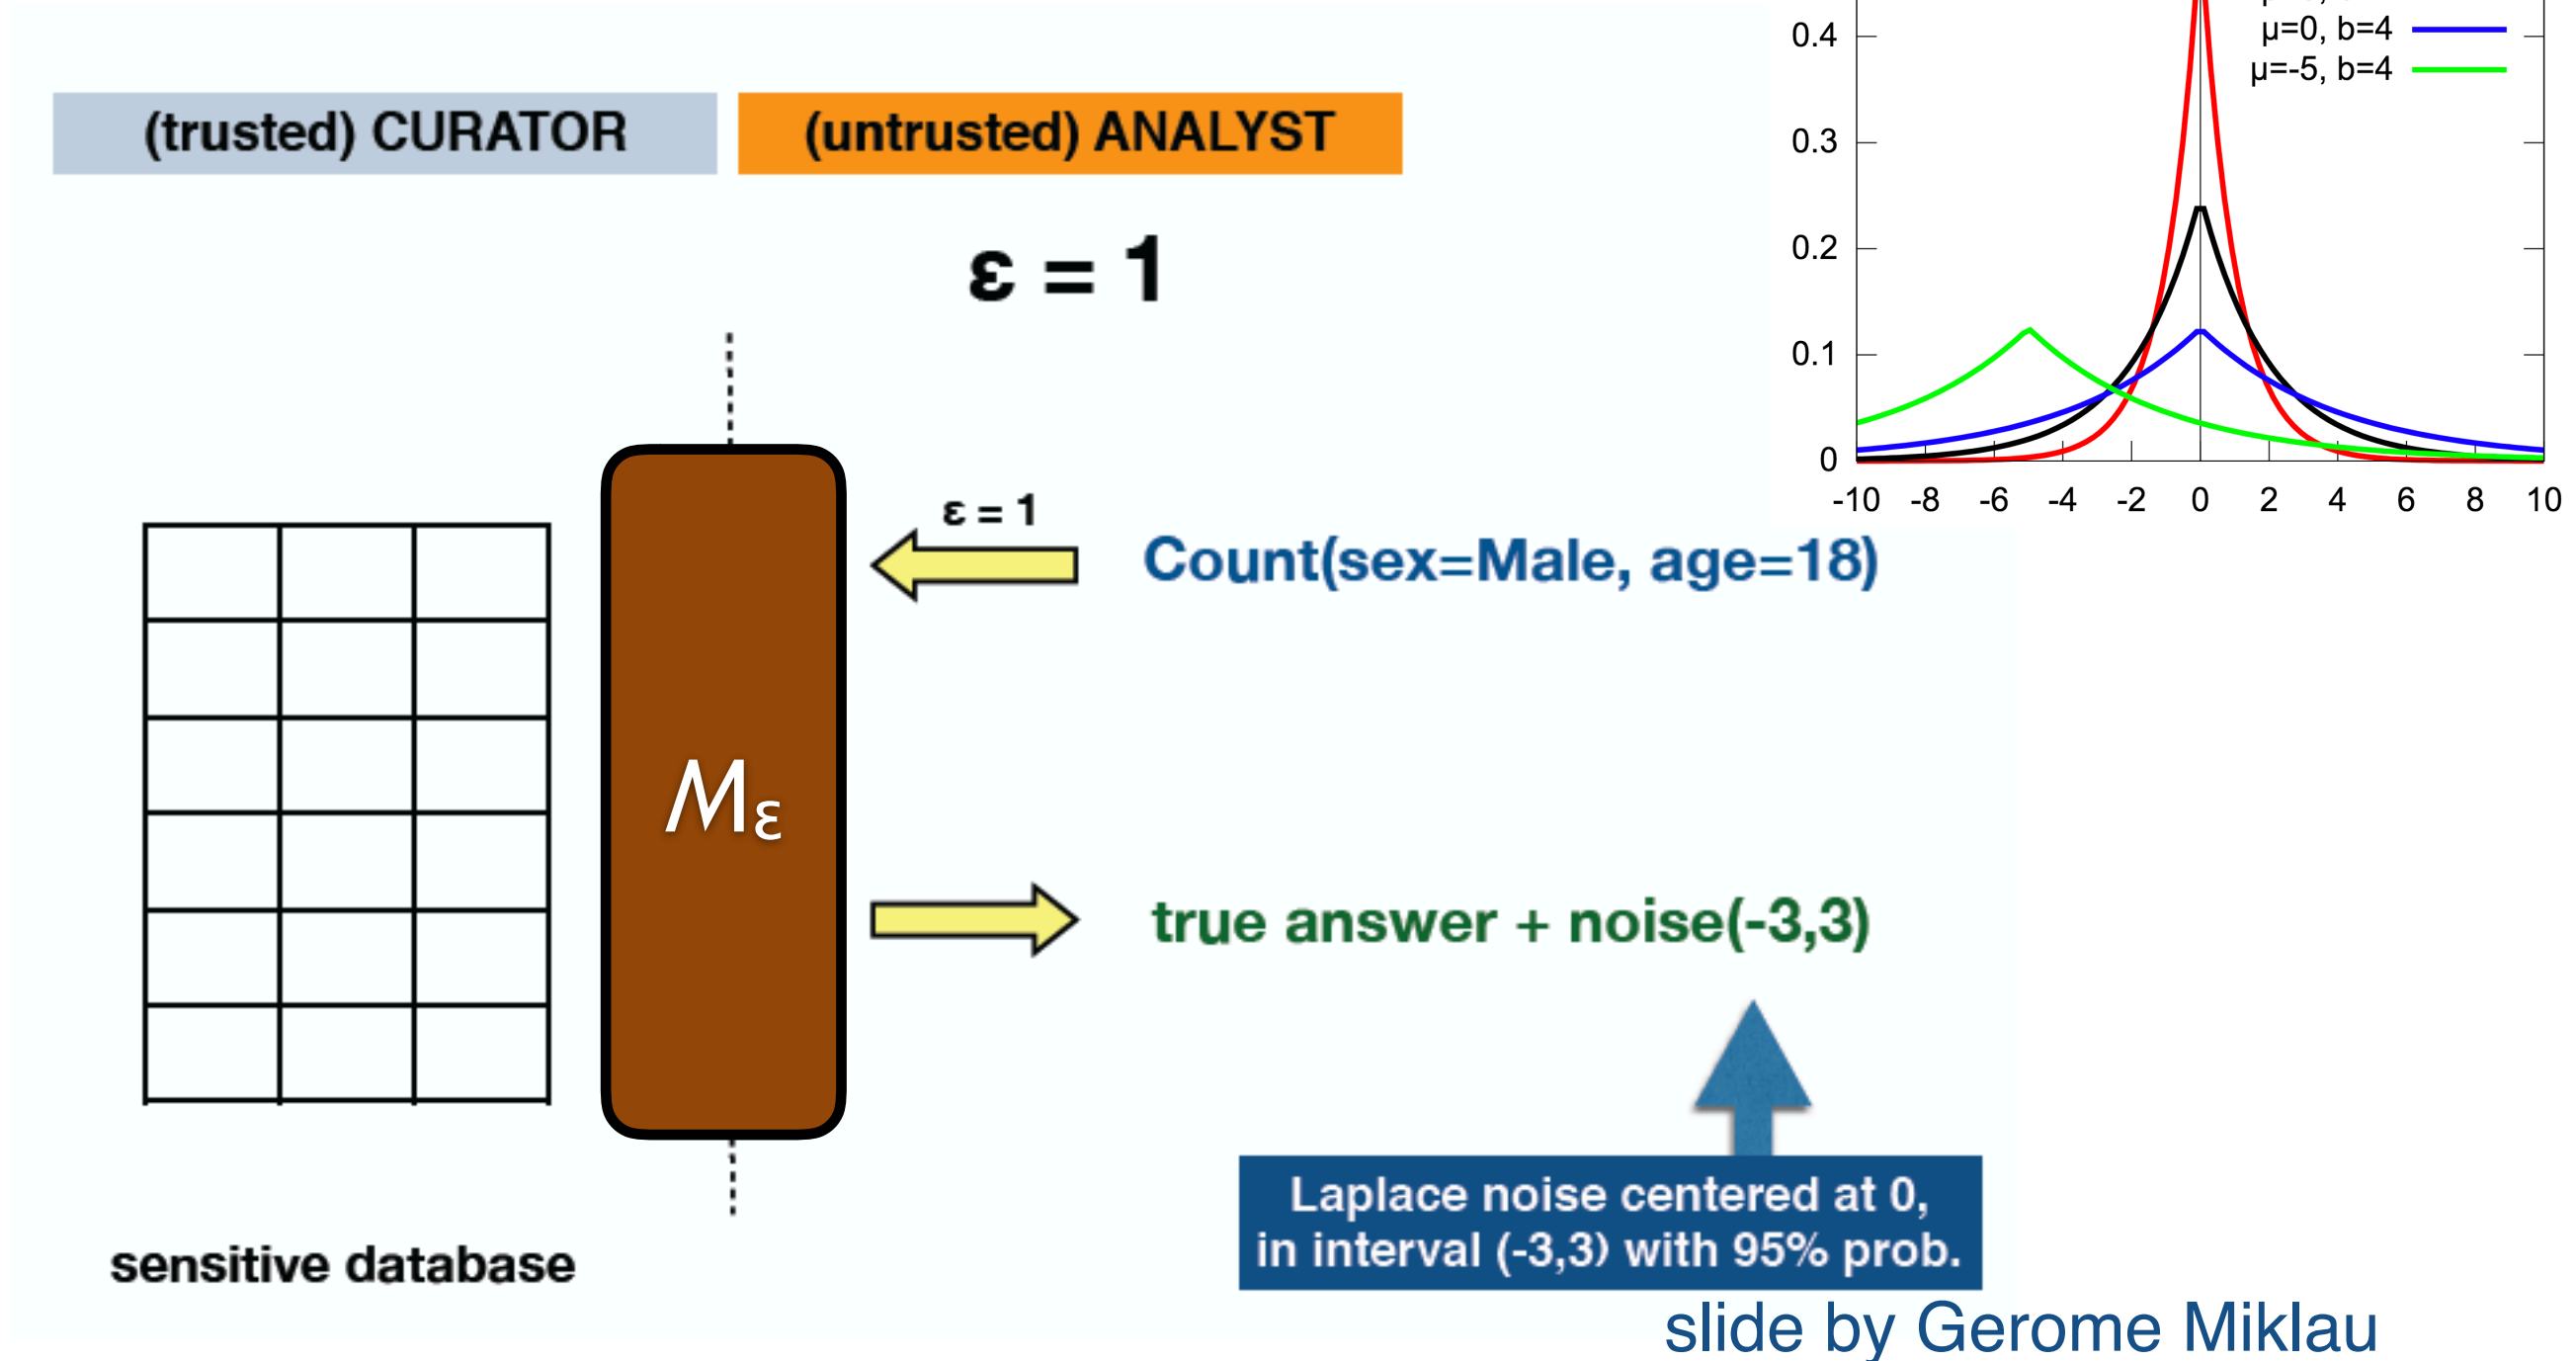 (trusted) CURATOR
(untrusted) ANALYST
ε = 1
μ=0, b=4
μ=-5, b=4
0.4
0.3
0.2
0.1
0
-10 -8 -6 -4 -2 0 2 4 6 8 10
ε = 1
Count(sex=Male, age=18)
Mε
true answer + noise(-3,3)
Laplace noise centered at 0,
in interval (-3,3) with 95% prob.
sensitive database
slide by Gerome Miklau